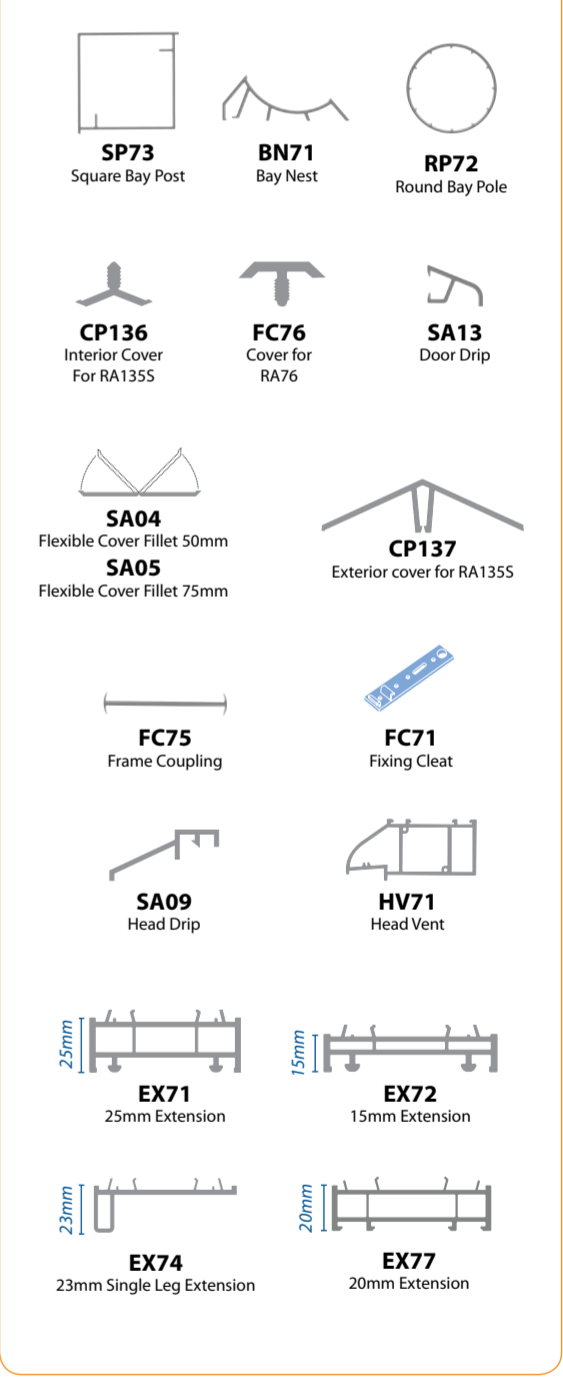 SP73
Square Bay Post
BN71
Bay Nest
RP72
Round Bay Pole
CP136
Interior Cover
For RA135S
FC76
Cover for
RA76
SA13
Door Drip
SA04
Flexible Cover Fillet 50mm
SA05
Flexible Cover Fillet 75mm
CP137
Exterior cover for RA135S
FC75
Frame Coupling
FC71
Fixing Cleat
SA09
Head Drip
HV71
Head Vent
25mm
EX71
25mm Extension
15mm
EX72
15mm Extension
23mm
EX74
23mm Single Leg Extension
20mm
EX77
20mm Extension